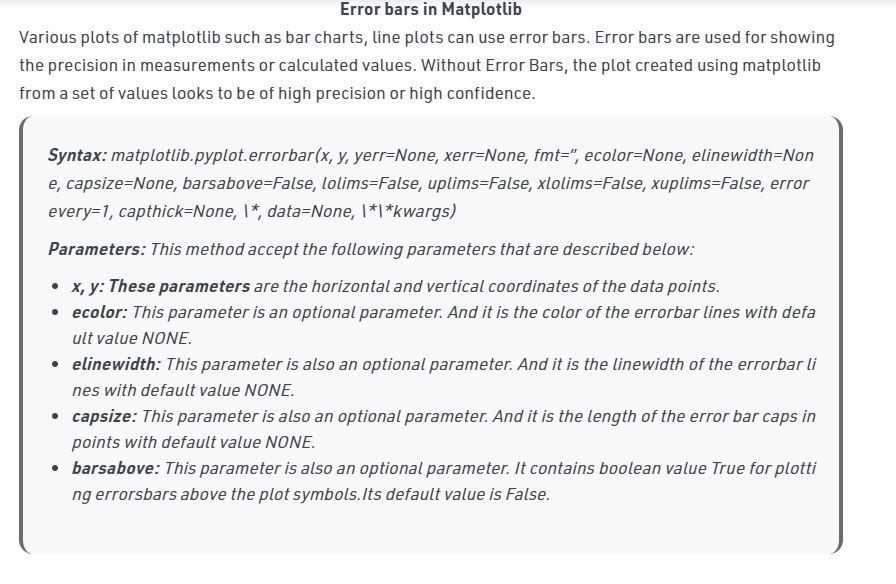 Error bars in Matplotlib
Various plots of matplotlib such as bar charts, line plots can use error bars. Error bars are used for showing
the precision in measurements or calculated values. Without Error Bars, the plot created using matplotlib
from a set of values looks to be of high precision or high confidence.
Syntax: matplotlib.pyplot.errorbar(x, y, yerr=None, xerr=None, fmt=”, ecolor=None, elinewidth=Non
e, capsize=None, barsabove=False, lolims=False, uplims=False, xlolims=False, xuplims=False, error
every=1, capthick=None, \*, data=None, \*\*kwargs)
Parameters: This method accept the following parameters that are described below:
• x, y: These parameters are the horizontal and vertical coordinates of the data points.
• ecolor: This parameter is an optional parameter. And it is the color of the errorbar lines with defa
ult value NONE.
• elinewidth: This parameter is also an optional parameter. And it is the linewidth of the errorbar li
nes with default value NONE.
• capsize: This parameter is also an optional parameter. And it is the length of the error bar caps in
points with default value NONE.
• barsabove: This parameter is also an optional parameter. It contains boolean value True for plotti
ng errorsbars above the plot symbols.Its default value is False.